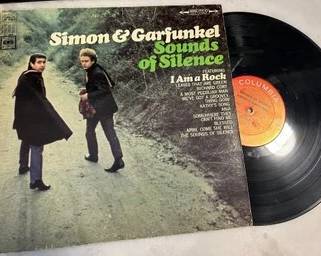 Simon & Garfunkel
Sounds
of Silence
FEATURING
I Am a Rock
LEAVES THAT ARE GREEN
RICHARD CORY
A MOST PECULIAR MAN
WE'VE GOT A GROOVEY
THING GOIN'
KATHY'S SONG
ANJI
SOMEWHERE THEY
CAN'T FIND ME
BLESSED
APRIL COME SHE WILL
THE SOUNDS OF SILENCE
COLUMBIA